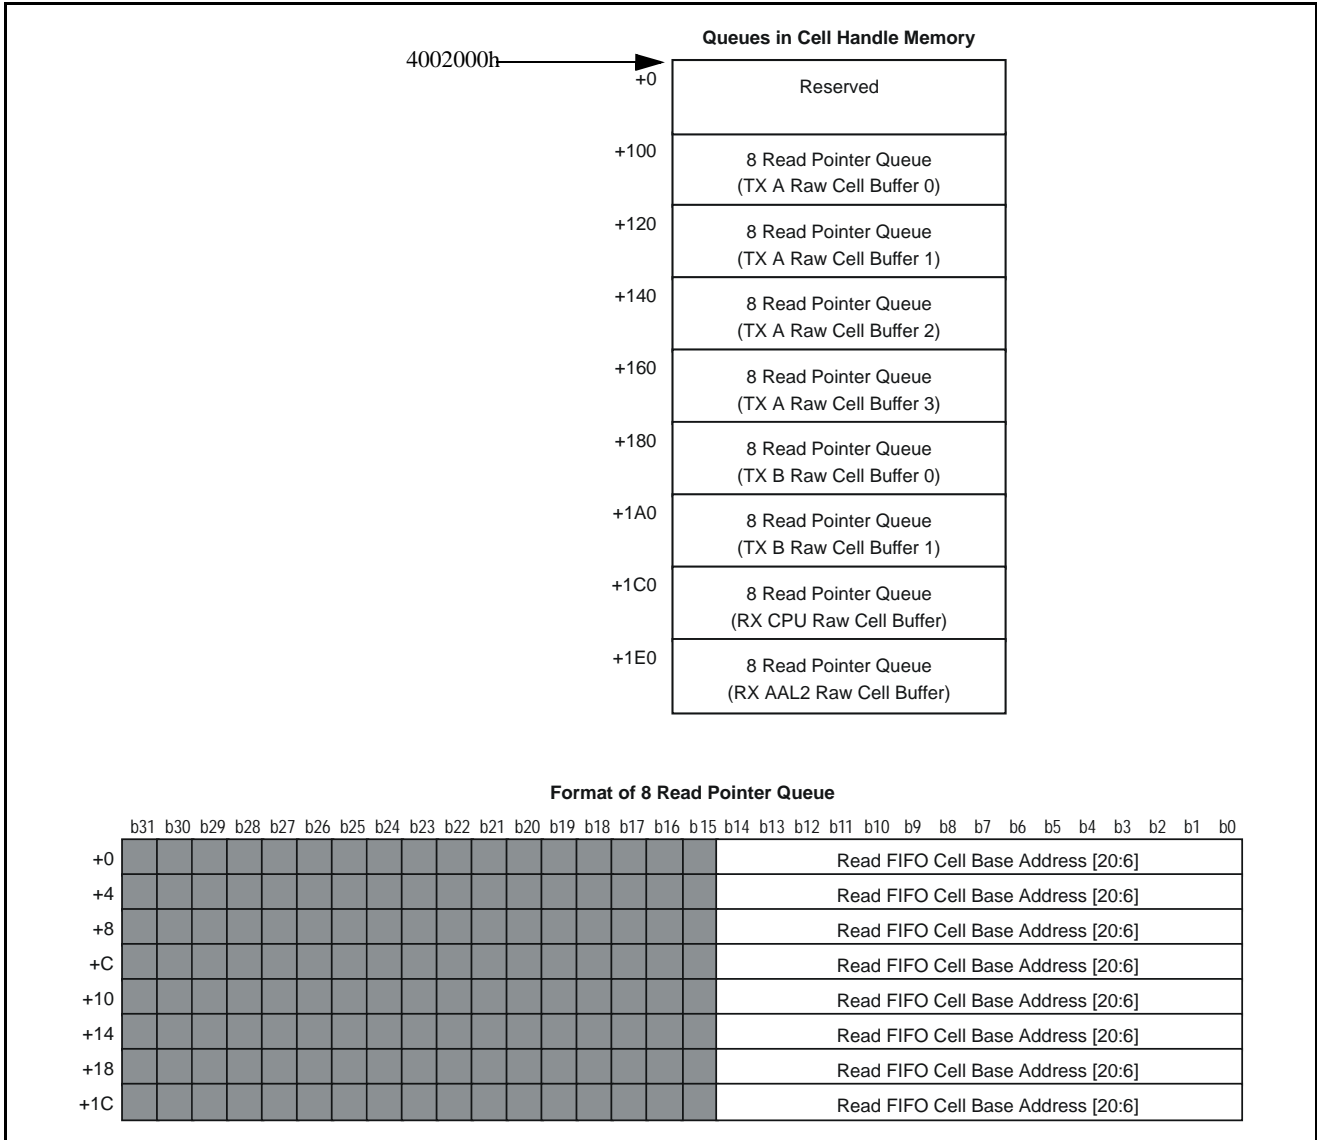 Queues in Cell Handle Memory
4002000h
+0
Reserved
+100
8 Read Pointer Queue
(TX A Raw Cell Buffer 0)
+120
8 Read Pointer Queue
(TX A Raw Cell Buffer 1)
+140
8 Read Pointer Queue
(TX A Raw Cell Buffer 2)
+160
8 Read Pointer Queue
(TX A Raw Cell Buffer 3)
+180
8 Read Pointer Queue
(TX B Raw Cell Buffer 0)
+1A0
8 Read Pointer Queue
(TX B Raw Cell Buffer 1)
+1C0
8 Read Pointer Queue
(RX CPU Raw Cell Buffer)
+1E0
8 Read Pointer Queue
(RX AAL2 Raw Cell Buffer)
Format of 8 Read Pointer Queue
b31 b30 b29 b28 b27 b26 b25 b24 b23 b22 b21 b20 b19 b18 b17 b16 b15 b14 b13 b12 b11 b10 b9 b8 b7 b6 b5 b4 b3 b2 b1 b0
+0 Read FIFO Cell Base Address [20:6]
+4 Read FIFO Cell Base Address [20:6]
+8 Read FIFO Cell Base Address [20:6]
+C Read FIFO Cell Base Address [20:6]
+10 Read FIFO Cell Base Address [20:6]
+14 Read FIFO Cell Base Address [20:6]
+18 Read FIFO Cell Base Address [20:6]
+1C Read FIFO Cell Base Address [20:6]